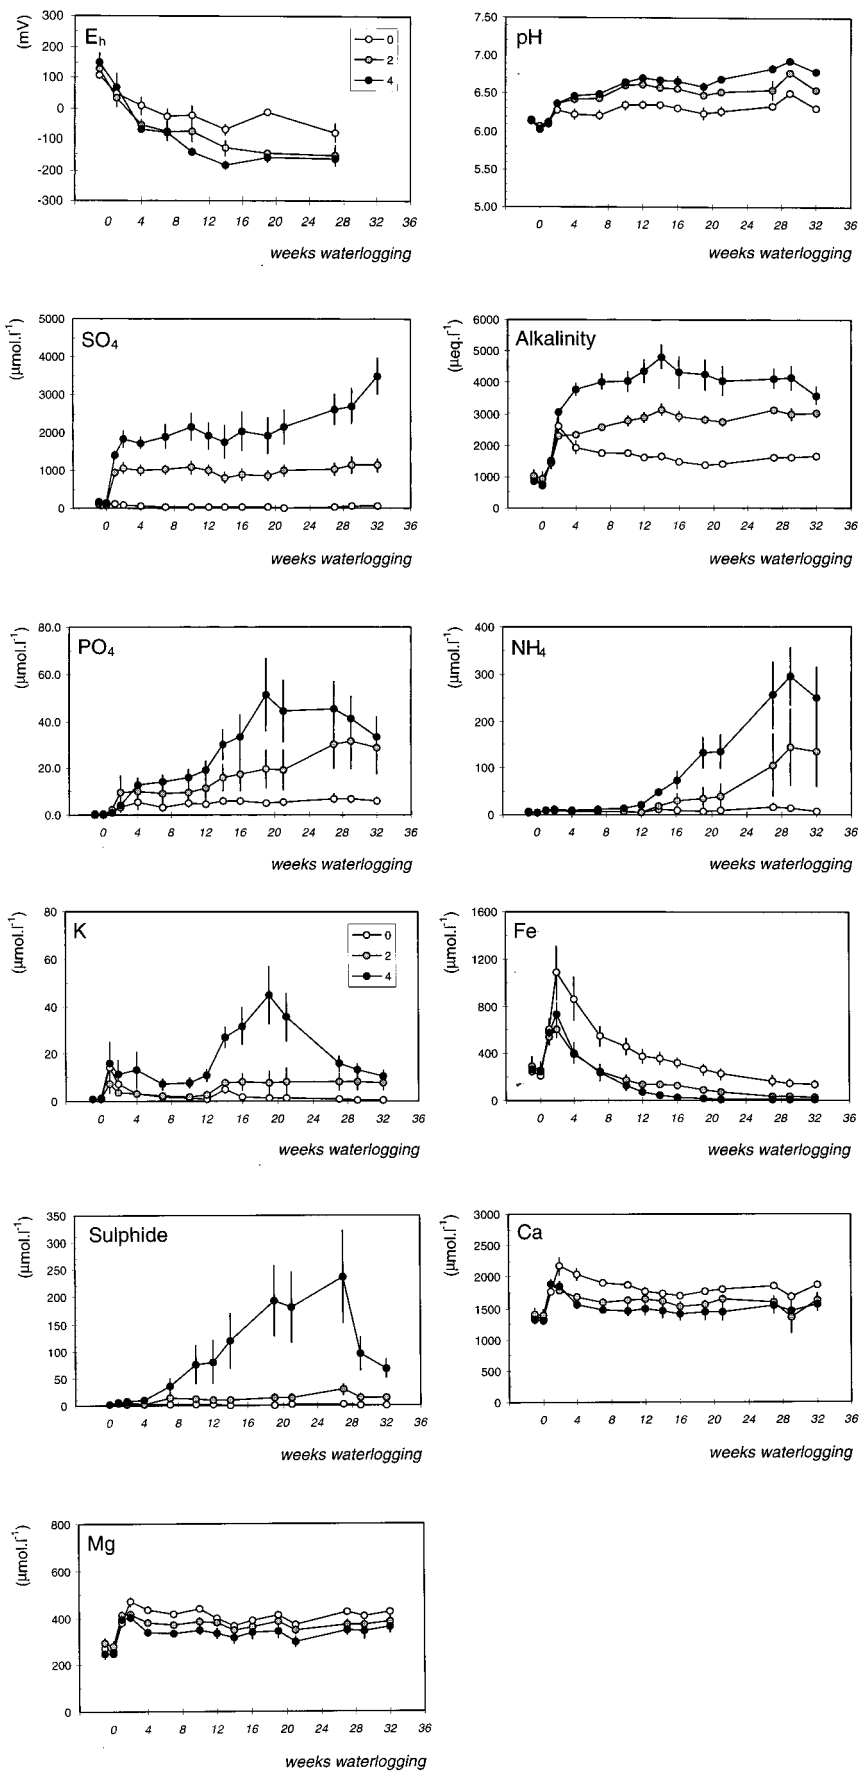 (mV)
300
200
100
0
-100
-200
-300
Eh
0
2
4
0 4 8 12 16 20 24 28 32 36
weeks waterlogging
7.50
7.00
6.50
6.00
5.50
5.00
pH
0 4 8 12 16 20 24 28 32 36
weeks waterlogging
(μmol.l⁻¹)
5000
4000
3000
2000
1000
0
SO₄
0 4 8 12 16 20 24 28 32 36
weeks waterlogging
(μeq.l⁻¹)
6000
5000
4000
3000
2000
1000
0
Alkalinity
0 4 8 12 16 20 24 28 32 36
weeks waterlogging
(μmol.l⁻¹)
80.0
60.0
40.0
20.0
0.0
PO₄
0 4 8 12 16 20 24 28 32 36
weeks waterlogging
(μmol.l⁻¹)
400
300
200
100
0
NH₄
0 4 8 12 16 20 24 28 32 36
weeks waterlogging
(μmol.l⁻¹)
80
60
40
20
0
K
0
2
4
0 4 8 12 16 20 24 28 32 36
weeks waterlogging
(μmol.l⁻¹)
1600
1200
800
400
0
Fe
0 4 8 12 16 20 24 28 32 36
weeks waterlogging
(μmol.l⁻¹)
350
300
250
200
150
100
50
0
Sulphide
0 4 8 12 16 20 24 28 32 36
weeks waterlogging
(μmol.l⁻¹)
3000
2500
2000
1500
1000
500
0
Ca
0 4 8 12 16 20 24 28 32 36
weeks waterlogging
(μmol.l⁻¹)
800
600
400
200
0
Mg
0 4 8 12 16 20 24 28 32 36
weeks waterlogging